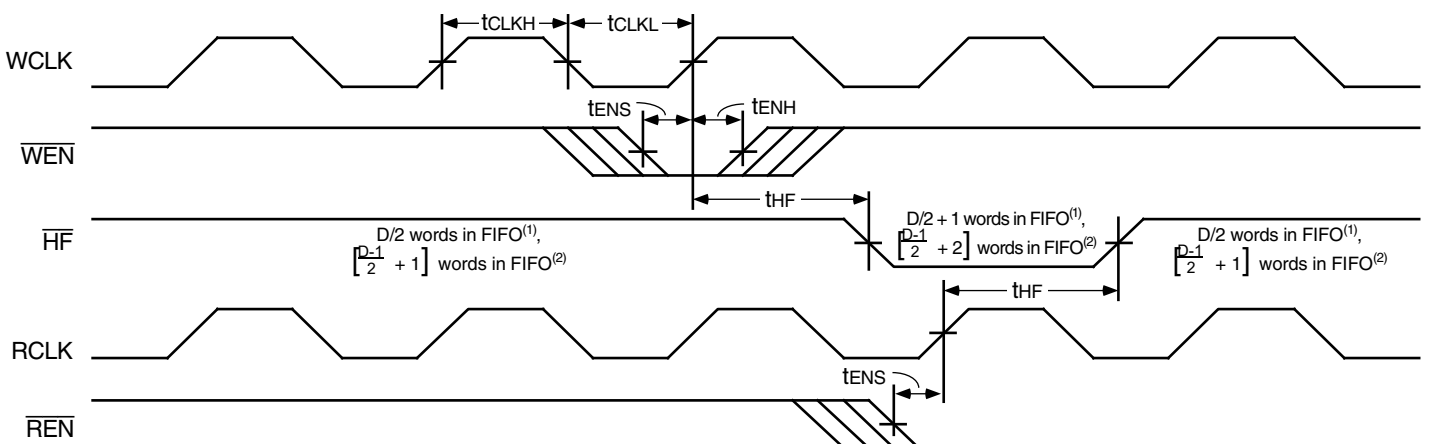 tCLKH
tCLKL
WCLK
tENS
tENH
WEN
tHF
HF
D/2 words in FIFO(1),
[D-1/2 + 1] words in FIFO(2)
D/2 + 1 words in FIFO(1),
[D-1/2 + 2] words in FIFO(2)
D/2 words in FIFO(1),
[D-1/2 + 1] words in FIFO(2)
tHF
RCLK
tENS
REN